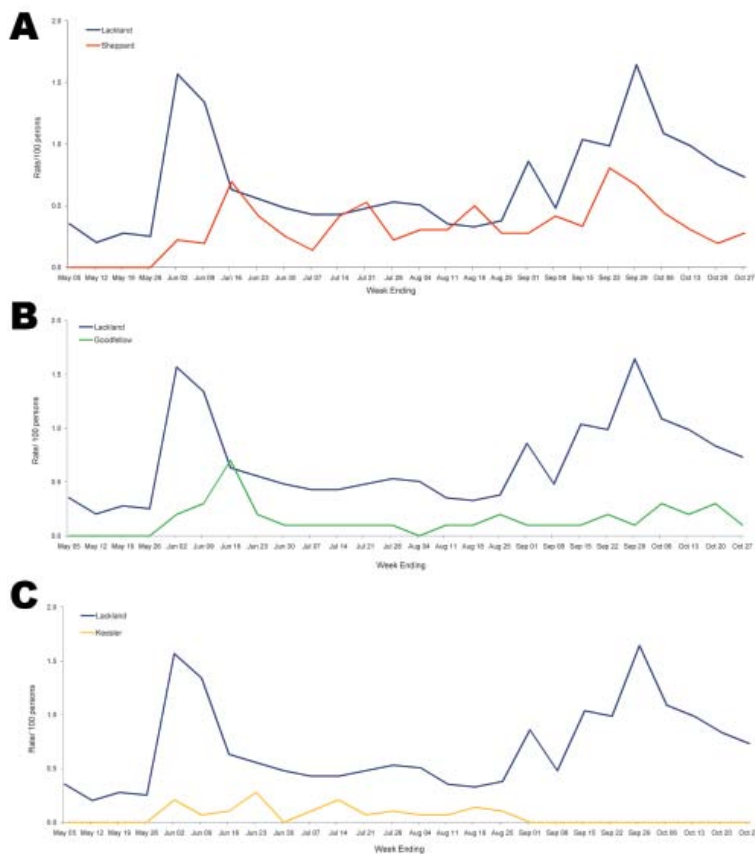 A
2.0
Lackland
Sheppard
1.5
1.0
Rate/100 perons
0.5
0.0
May 05 May 12 May 19 May 26 Jun 02 Jun 09 Jun 16 Jun 23 Jun 30 Jul 07 Jul 14 Jul 21 Jul 28 Aug 04 Aug 11 Aug 18 Aug 25 Sep 01 Sep 08 Sep 15 Sep 22 Sep 29 Oct 06 Oct 13 Oct 20 Oct 27
Week Ending
B
2.0
Lackland
Goodfellow
1.5
1.0
Rate/ 100 persons
0.5
0.0
May 05 May 12 May 19 May 26 Jun 02 Jun 09 Jun 16 Jun 23 Jun 30 Jul 07 Jul 14 Jul 21 Jul 28 Aug 04 Aug 11 Aug 18 Aug 25 Sep 01 Sep 08 Sep 15 Sep 22 Sep 29 Oct 06 Oct 13 Oct 20 Oct 27
Week Ending
C
2.0
Lackland
Keesler
1.5
1.0
Rate/ 100 persons
0.5
0.0
May 05 May 12 May 19 May 26 Jun 02 Jun 09 Jun 16 Jun 23 Jun 30 Jul 07 Jul 14 Jul 21 Jul 28 Aug 04 Aug 11 Aug 18 Aug 25 Sep 01 Sep 08 Sep 15 Sep 22 Sep 29 Oct 06 Oct 13 Oct 20 Oct 2
Week Ending